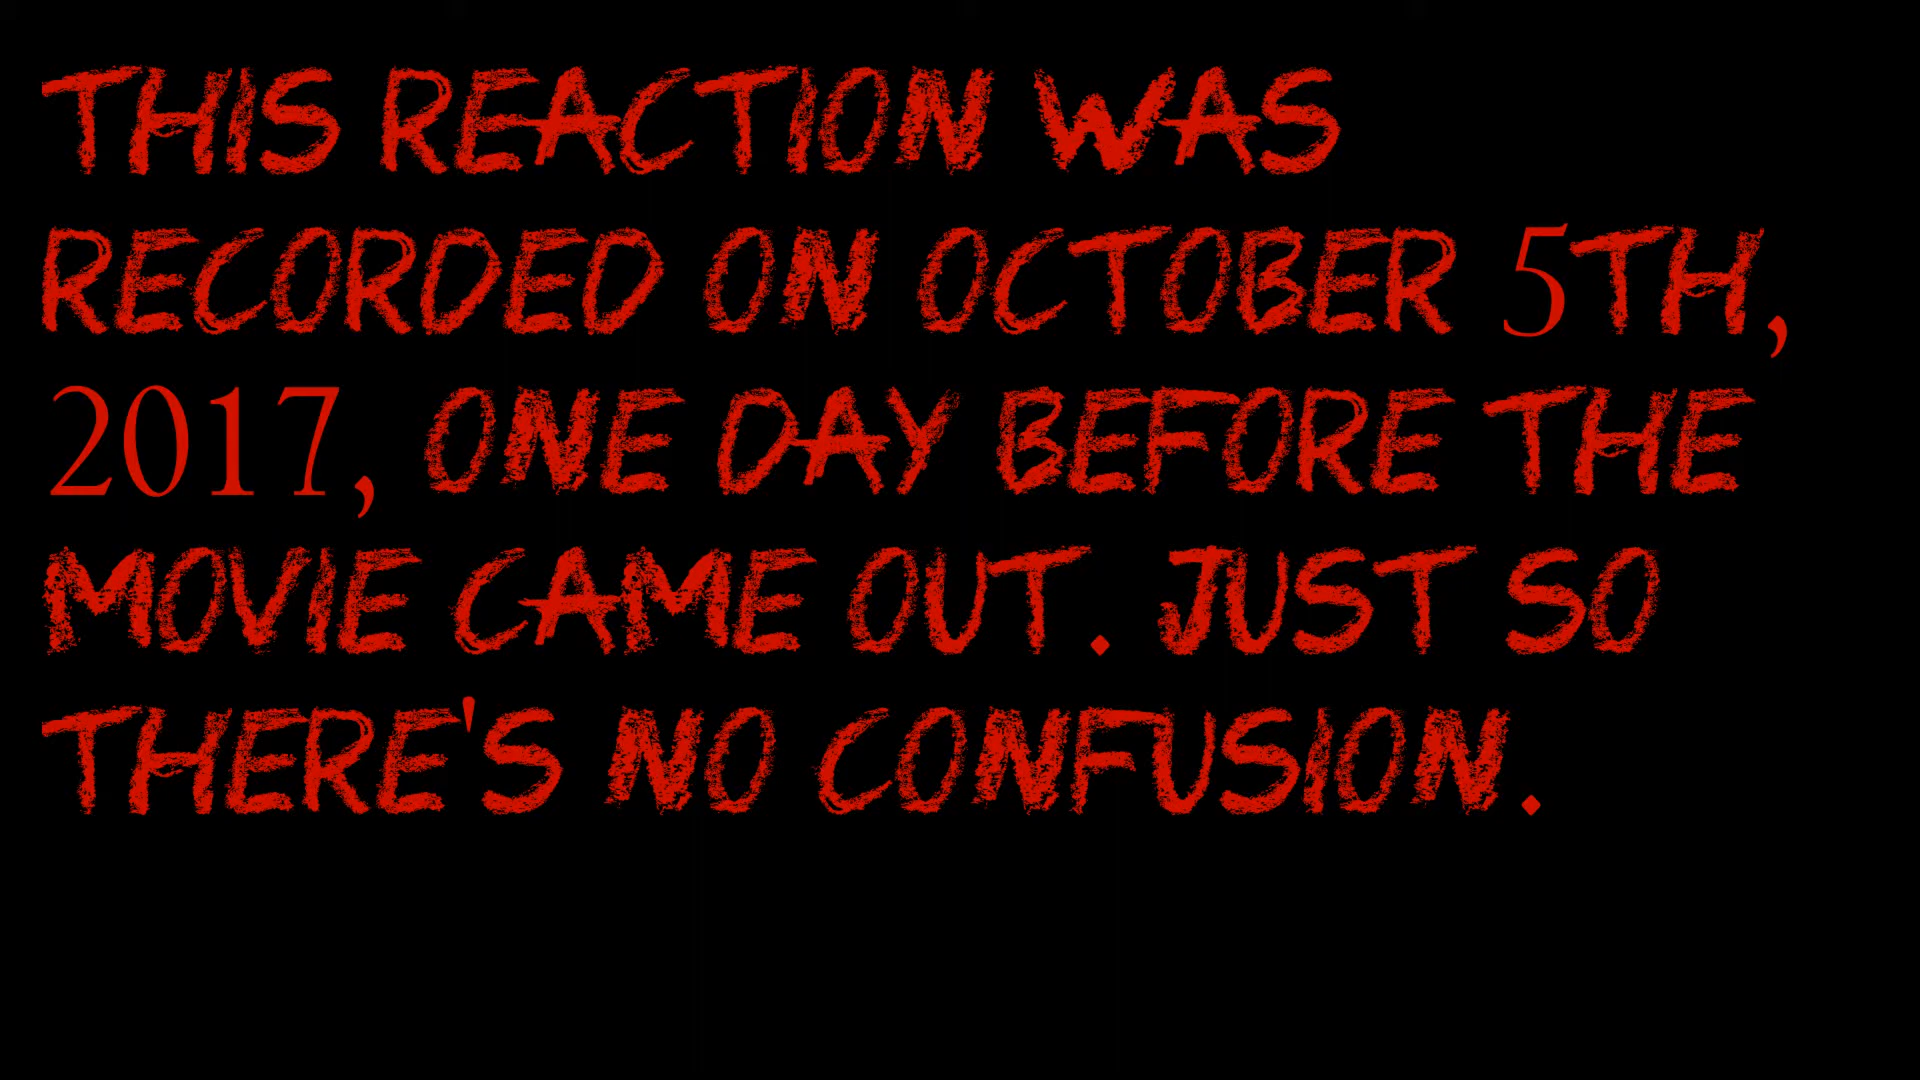 THIS REACTION WAS
RECORDED ON OCTOBER 5TH,
2017, ONE DAY BEFORE THE
MOVIE CAME OUT. JUST SO
THERE'S NO CONFUSION.